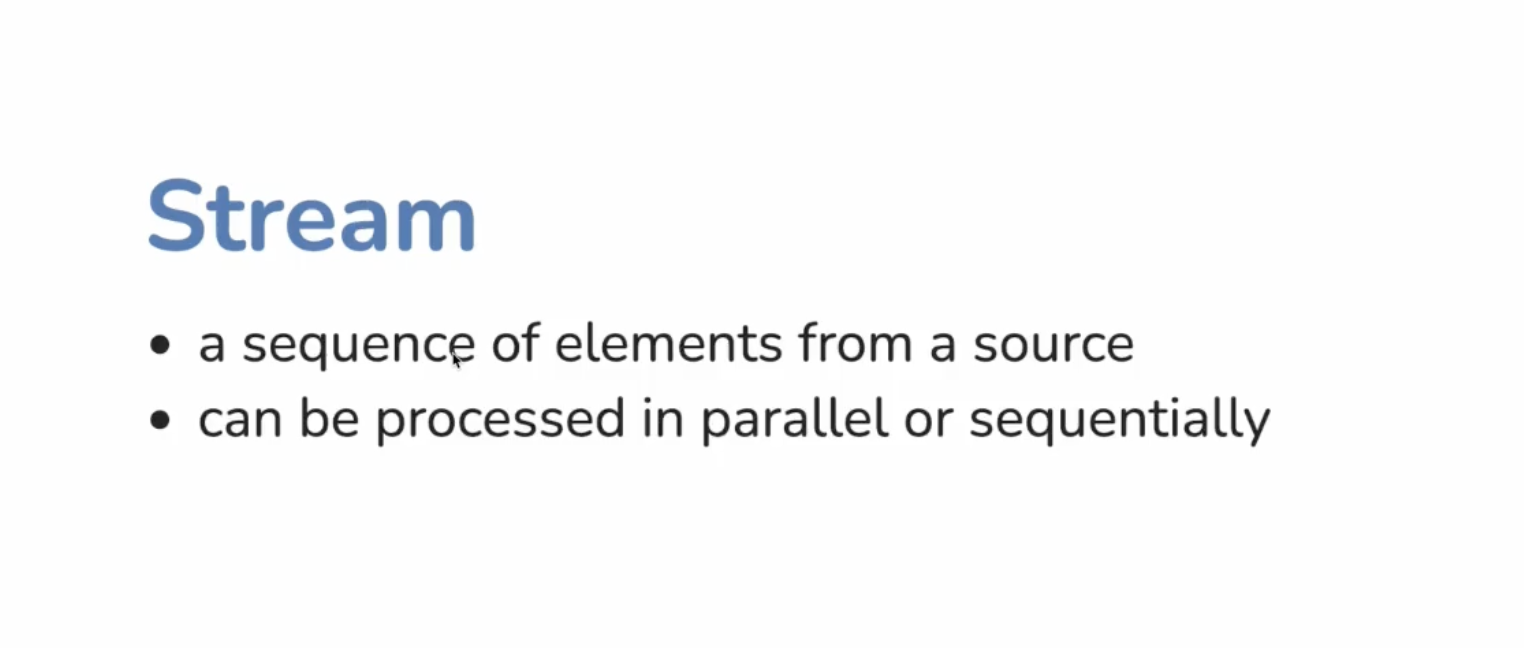 Stream
• a sequence of elements from a source
• can be processed in parallel or sequentially